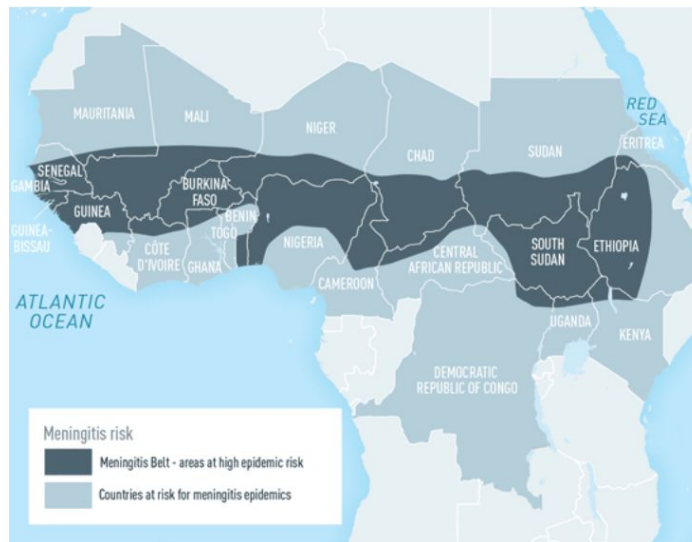 MAURITANIA
MALI
NIGER
CHAD
SUDAN
RED
SEA
ERITREA
SENEGAL
GAMBIA
GUINEA-
BISSAU
GUINEA
BURKINA-
FASO
BENIN
TOGO
CÔTE
D'IVOIRE
GHANA
NIGERIA
CAMEROON
CENTRAL
AFRICAN REPUBLIC
SOUTH
SUDAN
ETHIOPIA
UGANDA
KENYA
DEMOCRATIC
REPUBLIC OF CONGO
ATLANTIC
OCEAN
Meningitis risk
Meningitis Belt - areas at high epidemic risk
Countries at risk for meningitis epidemics